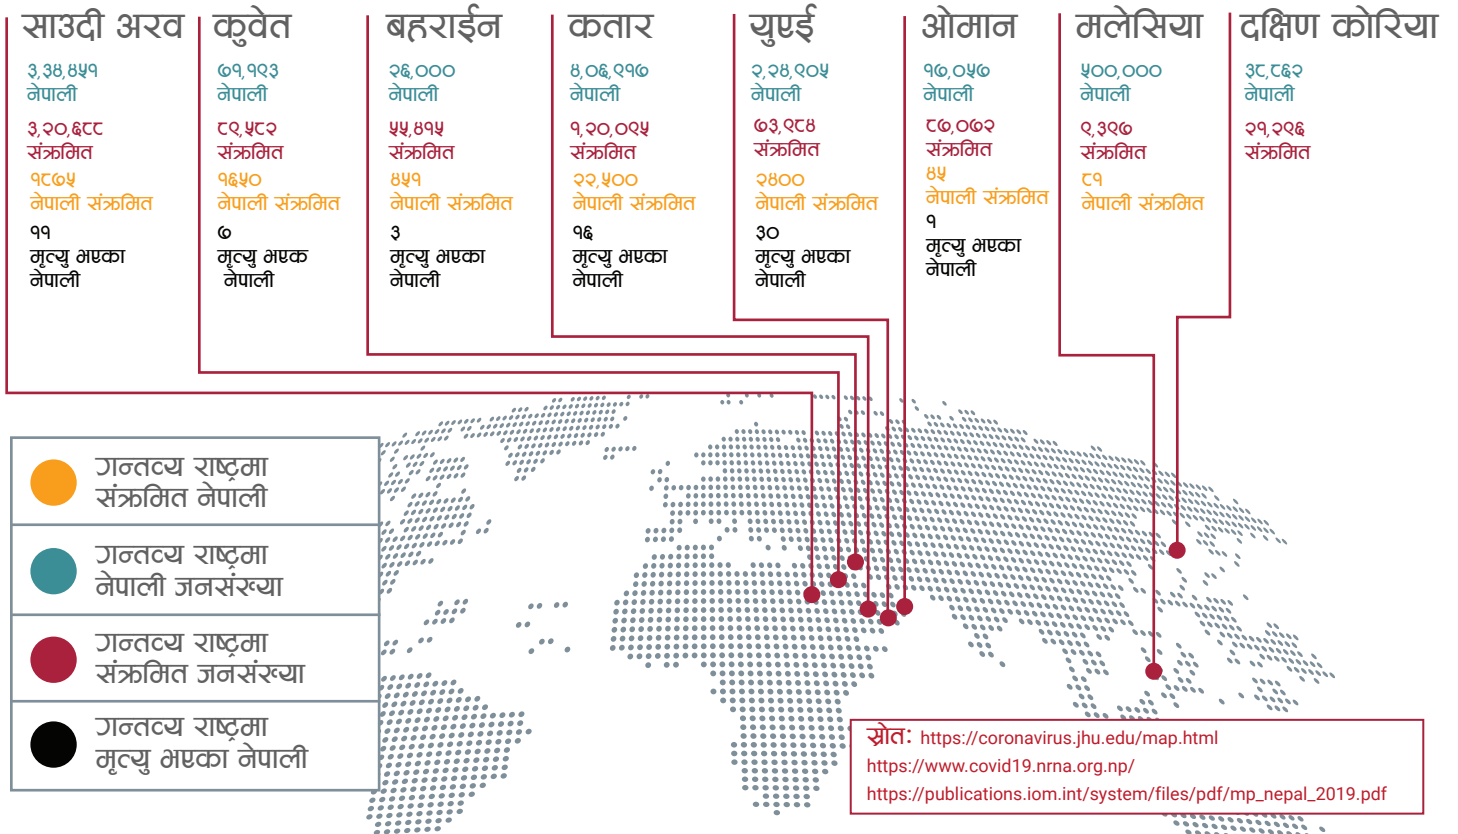 साउदी अरव
३,३४,४५१
नेपाली
३,२०,६८८
संक्रमित
१८७५
नेपाली संक्रमित
११
मृत्यु भएका
नेपाली
कुवेत
७१,१९३
नेपाली
८९,५८२
संक्रमित
१६५०
नेपाली संक्रमित
७
मृत्यु भएक
नेपाली
बहराईन
२६,०००
नेपाली
५५,४१५
संक्रमित
४५१
नेपाली संक्रमित
३
मृत्यु भएका
नेपाली
कतार
४,०६,९१७
नेपाली
१,२०,०९५
संक्रमित
२२,५००
नेपाली संक्रमित
१६
मृत्यु भएका
नेपाली
युएई
२,२४,९०५
नेपाली
७३,९८४
संक्रमित
२४००
नेपाली संक्रमित
३०
मृत्यु भएका
नेपाली
ओमान
१७,०५७
नेपाली
८७,०७२
संक्रमित
४५
नेपाली संक्रमित
१
मृत्यु भएका
नेपाली
मलेसिया
५००,०००
नेपाली
९,३९७
संक्रमित
८१
नेपाली संक्रमित
दक्षिण कोरिया
३८,८६२
नेपाली
२१,२९६
संक्रमित
गन्तव्य राष्ट्रमा
संक्रमित नेपाली
गन्तव्य राष्ट्रमा
नेपाली जनसंख्या
गन्तव्य राष्ट्रमा
संक्रमित जनसंख्या
गन्तव्य राष्ट्रमा
मृत्यु भएका नेपाली
स्रोत: https://coronavirus.jhu.edu/map.html
https://www.covid19.nrna.org.np/
https://publications.iom.int/system/files/pdf/mp_nepal_2019.pdf